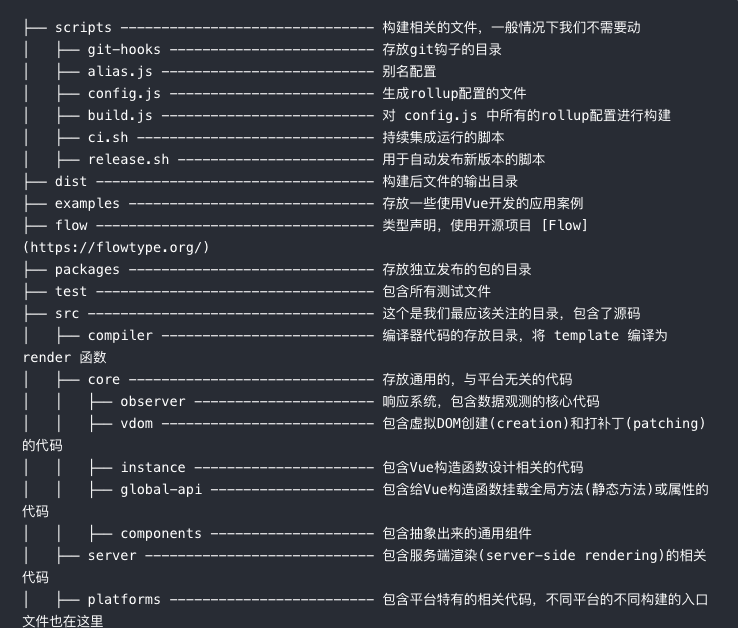 ├── scripts ------------------------------- 构建相关的文件，一般情况下我们不需要动
│   ├── git-hooks ------------------------- 存放git钩子的目录
│   ├── alias.js -------------------------- 别名配置
│   ├── config.js ------------------------- 生成rollup配置的文件
│   ├── build.js -------------------------- 对 config.js 中所有的rollup配置进行构建
│   ├── ci.sh ----------------------------- 持续集成运行的脚本
│   ├── release.sh ------------------------ 用于自动发布新版本的脚本
├── dist ---------------------------------- 构建后文件的输出目录
├── examples ------------------------------ 存放一些使用Vue开发的应用案例
├── flow ---------------------------------- 类型声明，使用开源项目 [Flow]
(https://flowtype.org/)
├── packages ------------------------------ 存放独立发布的包的目录
├── test ---------------------------------- 包含所有测试文件
├── src ----------------------------------- 这个是我们最应该关注的目录，包含了源码
│   ├── compiler -------------------------- 编译器代码的存放目录，将 template 编译为
render 函数
│   ├── core ------------------------------ 存放通用的，与平台无关的代码
│   │   ├── observer ---------------------- 响应系统，包含数据观测的核心代码
│   │   ├── vdom -------------------------- 包含虚拟DOM创建(creation)和打补丁(patching)
的代码
│   │   ├── instance ---------------------- 包含Vue构造函数设计相关的代码
│   │   ├── global-api -------------------- 包含给Vue构造函数挂载全局方法(静态方法)或属性的
代码
│   │   ├── components -------------------- 包含抽象出来的通用组件
│   ├── server ---------------------------- 包含服务端渲染(server-side rendering)的相关
代码
│   ├── platforms ------------------------- 包含平台特有的相关代码，不同平台的不同构建的入口
文件也在这里